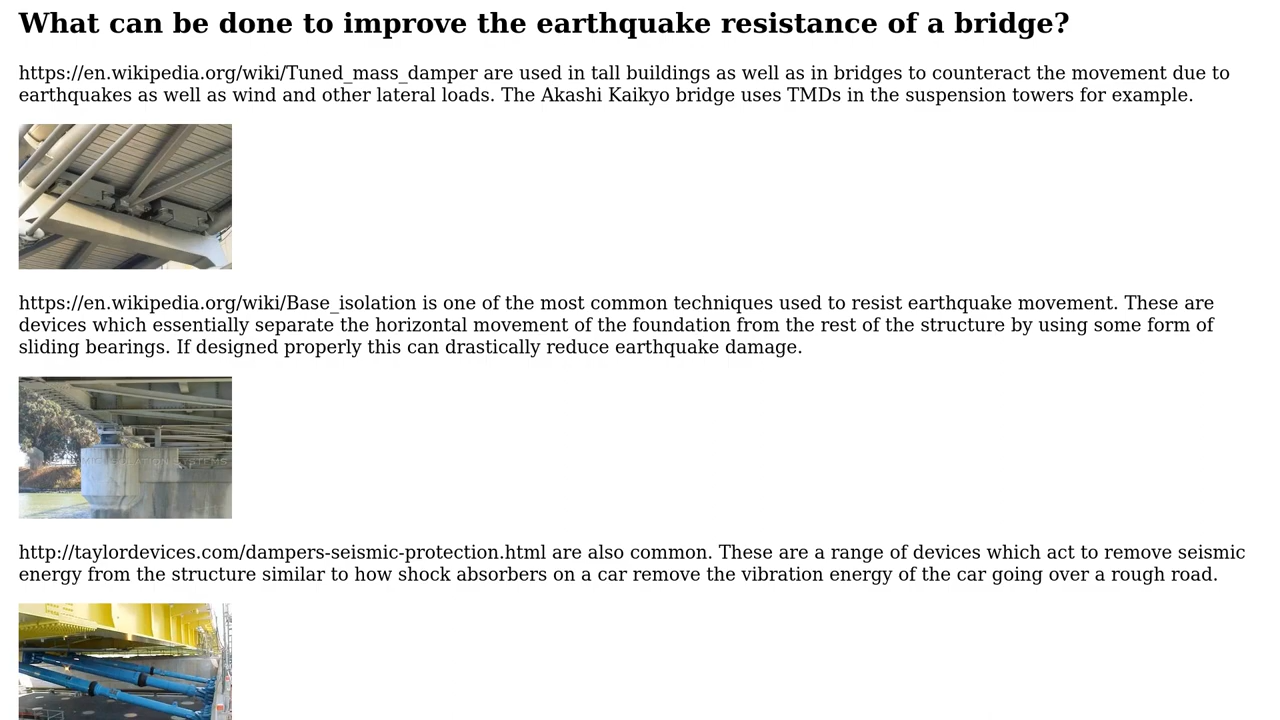 What can be done to improve the earthquake resistance of a bridge?
https://en.wikipedia.org/wiki/Tuned_mass_damper are used in tall buildings as well as in bridges to counteract the movement due to
earthquakes as well as wind and other lateral loads. The Akashi Kaikyo bridge uses TMDs in the suspension towers for example.
https://en.wikipedia.org/wiki/Base_isolation is one of the most common techniques used to resist earthquake movement. These are
devices which essentially separate the horizontal movement of the foundation from the rest of the structure by using some form of
sliding bearings. If designed properly this can drastically reduce earthquake damage.
ISOLATION SYSTEMS
http://taylordevices.com/dampers-seismic-protection.html are also common. These are a range of devices which act to remove seismic
energy from the structure similar to how shock absorbers on a car remove the vibration energy of the car going over a rough road.